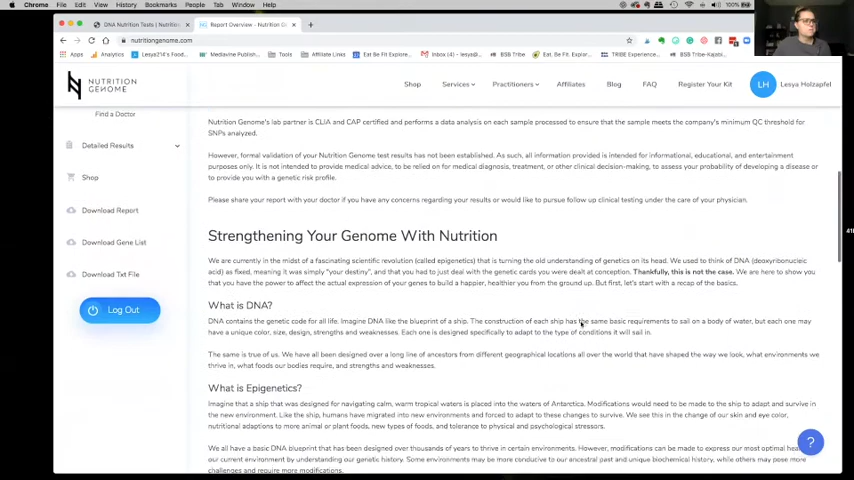 Chrome File Edit View History Bookmarks People Tab Window Help 100%
DNA Nutrition Tests | Nutrition
Report Overview - Nutrition G
nutritiongenome.com
Apps Analytics Lesya214's Food... Mediavine Publish... Tools Affiliate Links Eat Be Fit Explore... Inbox (4) - lesya@... BSB Tribe Eat Be Fit. Explor... TRIBE Experience... BSB Tribe-Kajabi...
NUTRITION
GENOME
Shop Services Practitioners Affiliates Blog FAQ Register Your Kit LH Lesya Holzapfel
Find a Doctor
Detailed Results
Shop
Download Report
Download Gene List
Download Txt File
Log Out
Nutrition Genome's lab partner is CLIA and CAP certified and performs a data analysis on each sample processed to ensure that the sample meets the company's minimum QC threshold for
SNPs analyzed.
However, formal validation of your Nutrition Genome test results has not been established. As such, all information provided is intended for informational, educational, and entertainment
purposes only. It is not intended to provide medical advice, to be relied on for medical diagnosis, treatment, or other clinical decision-making, to assess your probability of developing a disease or
to provide you with a genetic risk profile.
Please share your report with your doctor if you have any concerns regarding your results or would like to pursue follow up clinical testing under the care of your physician.
Strengthening Your Genome With Nutrition
We are currently in the midst of a fascinating scientific revolution (called epigenetics) that is turning the old understanding of genetics on its head. We used to think of DNA (deoxyribonucleic
acid) as fixed, meaning it was simply "your destiny", and that you had to just deal with the genetic cards you were dealt at conception. Thankfully, this is not the case. We are here to show you
that you have the power to affect the actual expression of your genes to build a happier, healthier you from the ground up. But first, let's start with a recap of the basics.
What is DNA?
DNA contains the genetic code for all life. Imagine DNA like the blueprint of a ship. The construction of each ship has the same basic requirements to sail on a body of water, but each one may
have a unique color, size, design, strengths and weaknesses. Each one is designed specifically to adapt to the type of conditions it will sail in.
The same is true of us. We have all been designed over a long line of ancestors from different geographical locations all over the world that have shaped the way we look, what environments we
thrive in, what foods our bodies require, and strengths and weaknesses.
What is Epigenetics?
Imagine that a ship that was designed for navigating calm, warm tropical waters is placed into the waters of Antarctica. Modifications would need to be made to the ship to adapt and survive in
the new environment. Like the ship, humans have migrated into new environments and forced to adapt to these changes to survive. We see this in the change of our skin and eye color,
nutritional adaptions to more animal or plant foods, new types of foods, and tolerance to physical and psychological stressors.
We all have a basic DNA blueprint that has been designed over thousands of years to thrive in certain environments. However, modifications can be made to express our most optimal hea
our current environment by understanding our genetic history. Some environments may be more conducive to our ancestral past and unique biochemical history, while others may pose more
challenges and require more modifications.
?